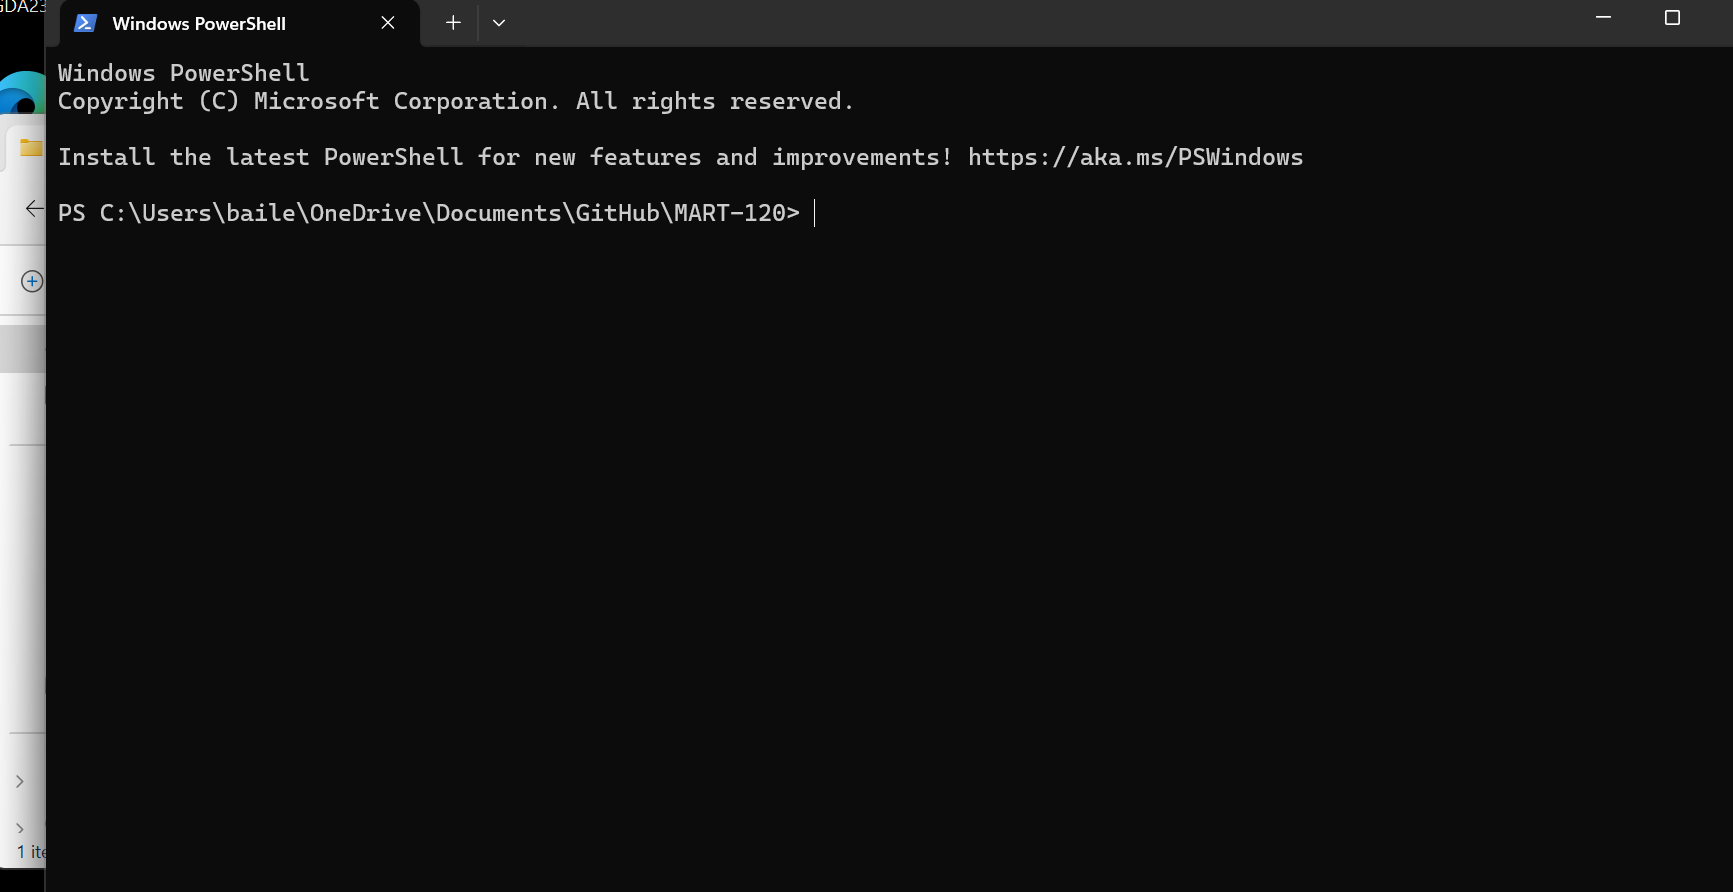 GDA23
Windows PowerShell
Windows PowerShell
Copyright (C) Microsoft Corporation. All rights reserved.
Install the latest PowerShell for new features and improvements! https://aka.ms/PSWindows
PS C:\Users\baile\OneDrive\Documents\GitHub\MART-120>
1 ite